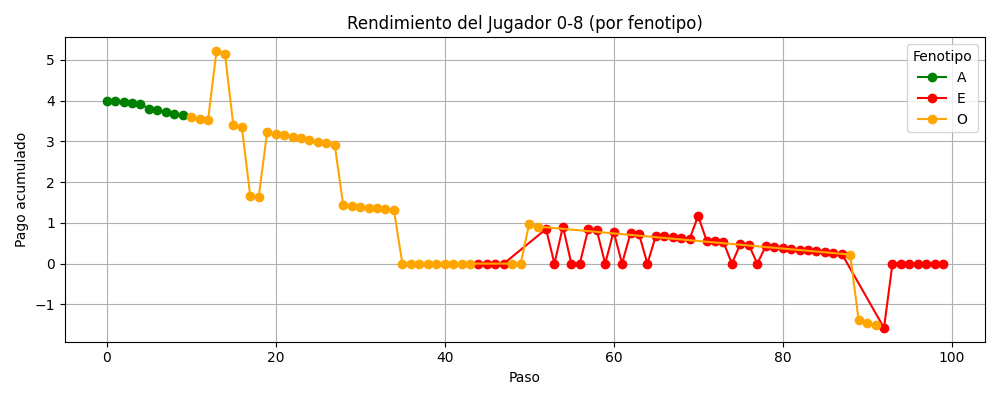 Rendimiento del Jugador 0-8 (por fenotipo)
Pago acumulado
5
4
3
2
1
0
−1
0
20
40
60
80
100
Paso
Fenotipo
A
E
O